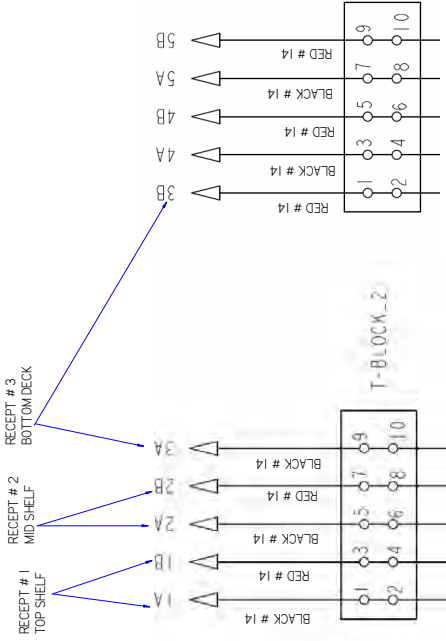 RECEPT # 1
TOP SHELF
RECEPT # 2
MID SHELF
RECEPT # 3
BOTTOM DECK
1A
1B
2A
2B
3A
3B
4A
4B
5A
5B
BLACK # 14
RED # 14
BLACK # 14
RED # 14
BLACK # 14
RED # 14
BLACK # 14
RED # 14
BLACK # 14
RED # 14
1 3 5 7 9
2 4 6 8 10
T-BLOCK_2
1 3 5 7 9
2 4 6 8 10